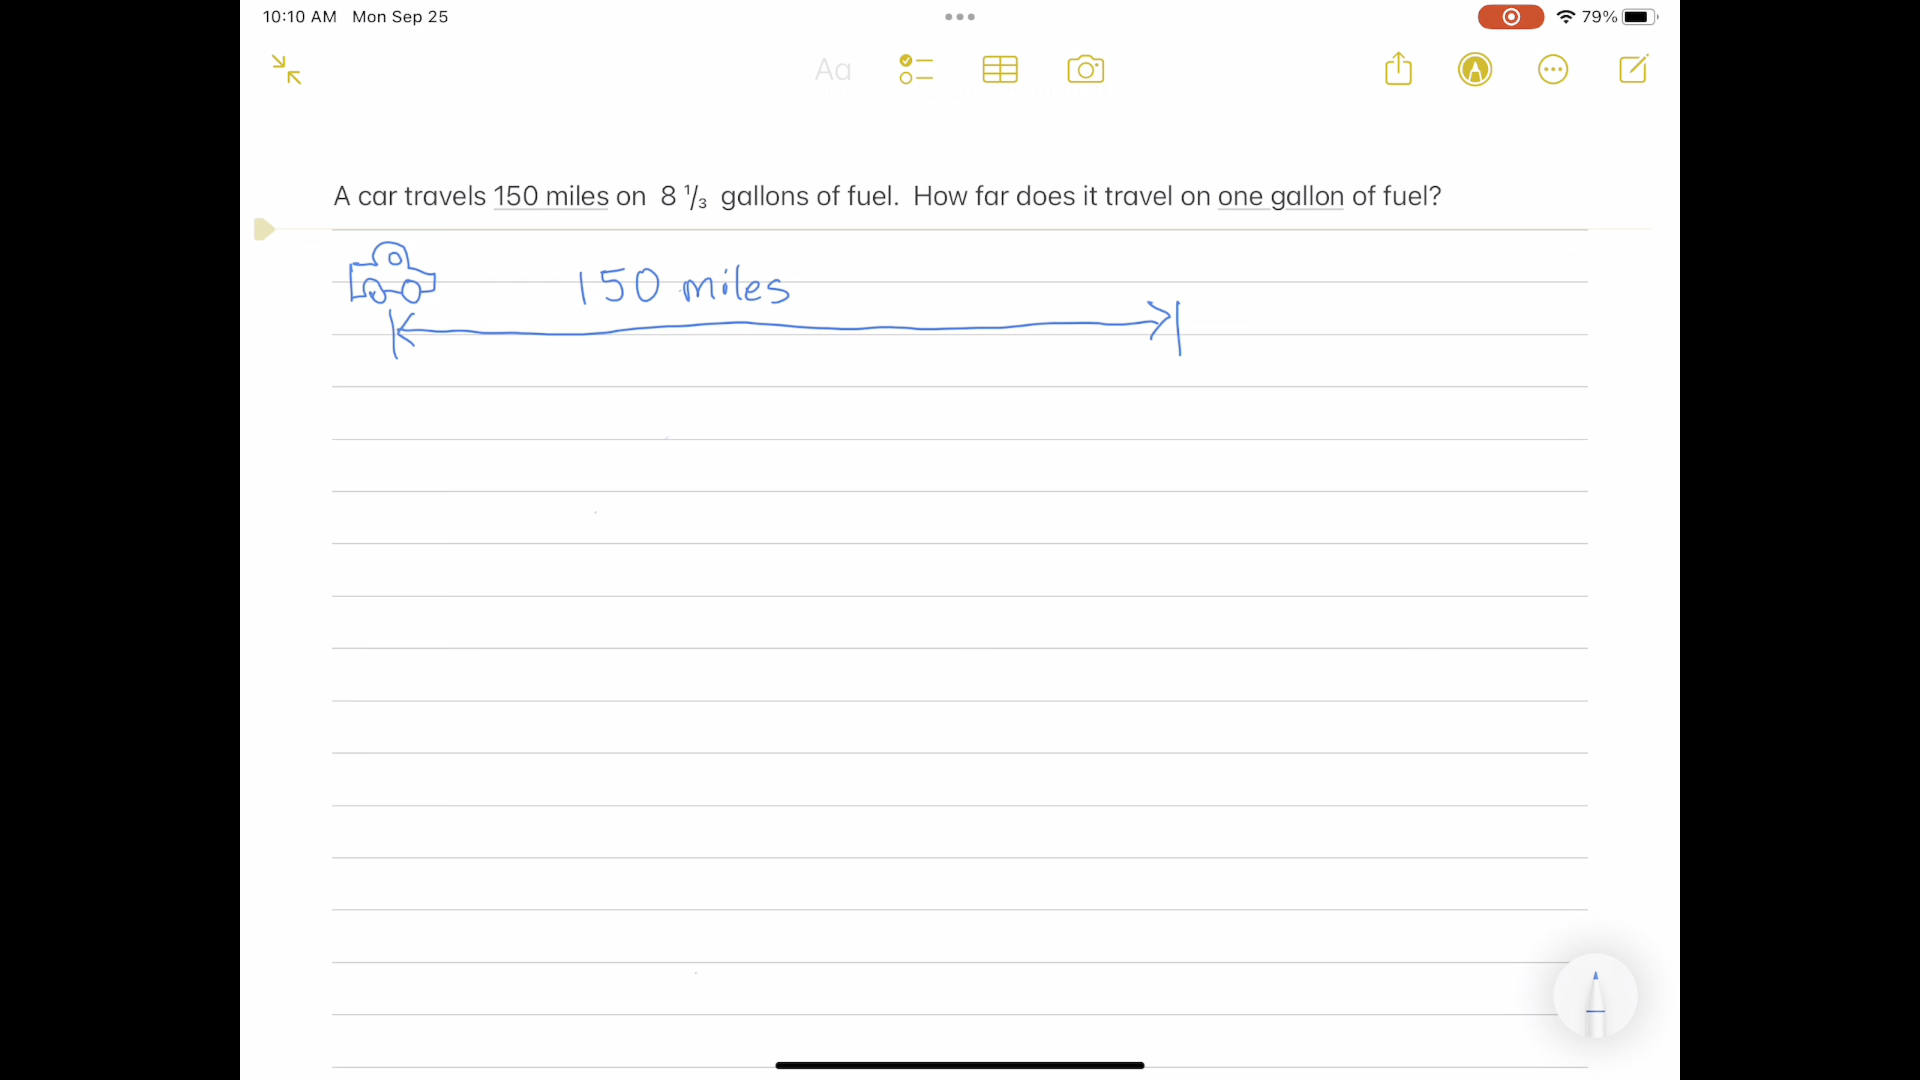 10:10 AM Mon Sep 25
79%
Aa
A car travels 150 miles on 8 ¹/₃ gallons of fuel. How far does it travel on one gallon of fuel?
150 miles